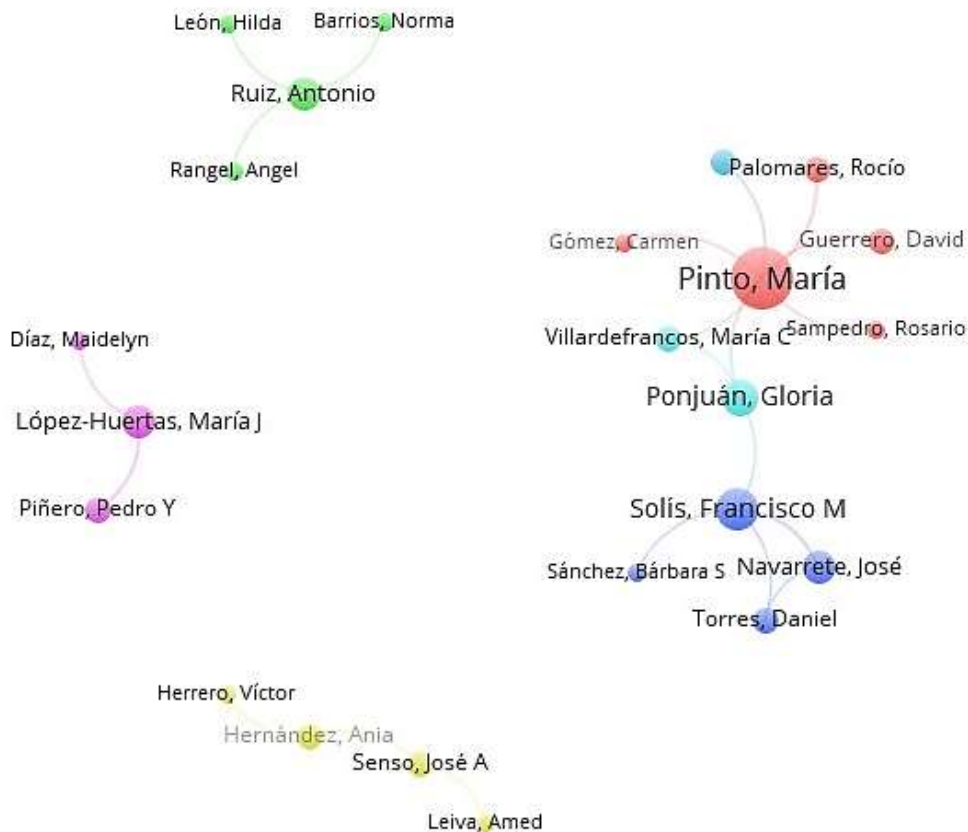 León, Hilda
Barrios, Norma
Ruiz, Antonio
Rangel, Angel
Palomares, Rocío
Gómez, Carmen
Guerrero, David
Pinto, María
Sampedro, Rosario
Villardefrancos, María C
Díaz, Maidelyn
Ponjuán, Gloria
López-Huertas, María J
Piñero, Pedro Y
Solís, Francisco M
Sánchez, Bárbara S
Navarrete, José
Torres, Daniel
Herrero, Víctor
Hernández, Ania
Senso, José A
Leiva, Amed